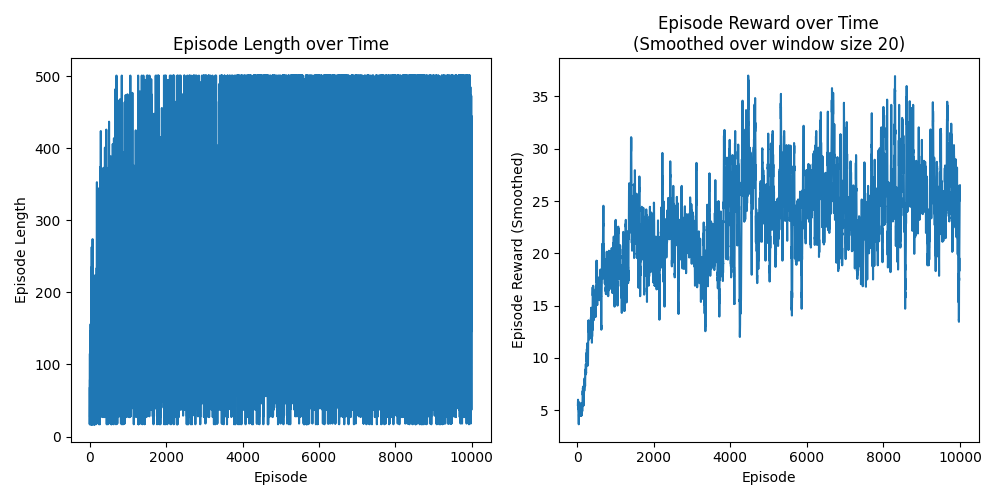 Episode Length over Time
Episode Length
500
400
300
200
100
0
0 2000 4000 6000 8000 10000
Episode
Episode Reward over Time
(Smoothed over window size 20)
Episode Reward (Smoothed)
35
30
25
20
15
10
5
0 2000 4000 6000 8000 10000
Episode